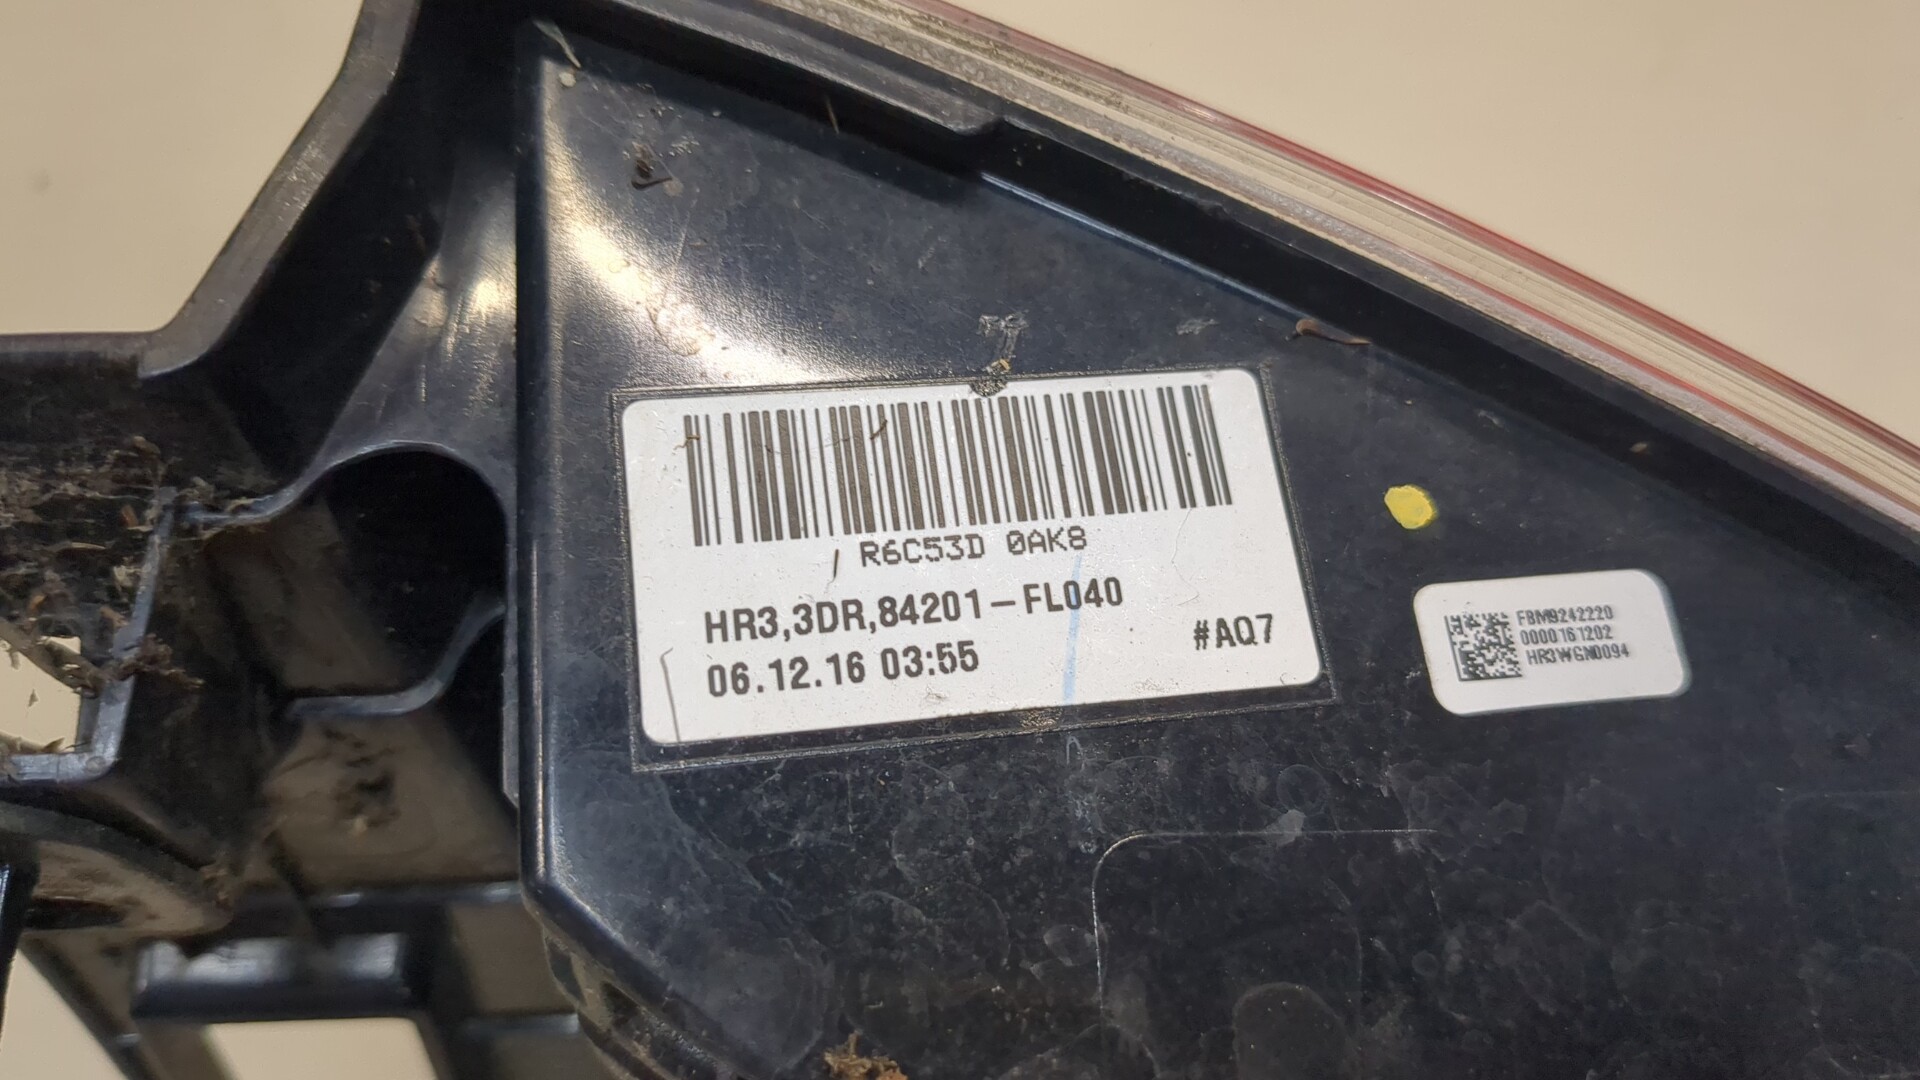 R6C53D 0AK8
HR3,3DR,84201-FL040
06.12.16 03:55
#AQ7
FBM9242220
0000161202
HR3WGN0094